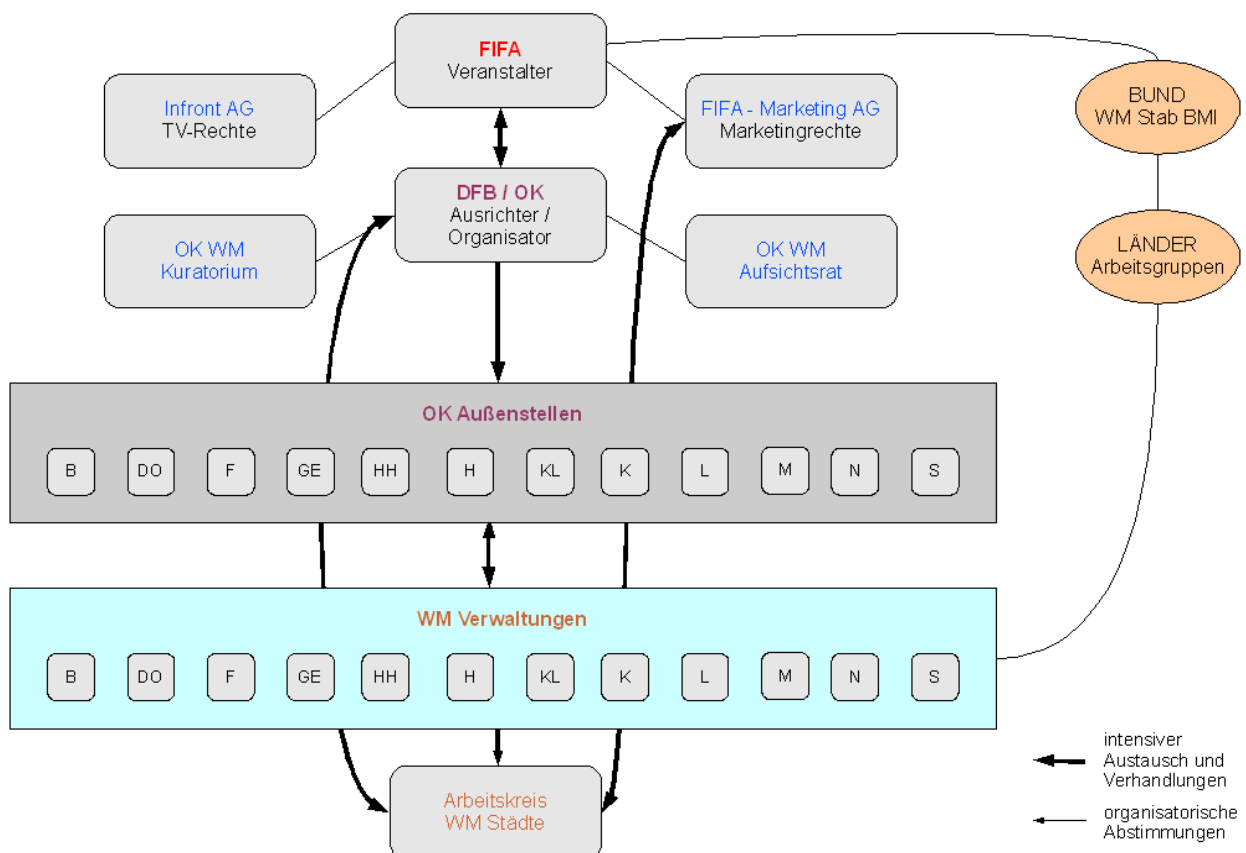 FIFA
Veranstalter
Infront AG
TV-Rechte
FIFA - Marketing AG
Marketingrechte
BUND
WM Stab BMI
DFB / OK
Ausrichter /
Organisator
OK WM
Kuratorium
OK WM
Aufsichtsrat
LÄNDER
Arbeitsgruppen
OK Außenstellen
B DO F GE HH H KL K L M N S
WM Verwaltungen
B DO F GE HH H KL K L M N S
Arbeitskreis
WM Städte
intensiver
Austausch und
Verhandlungen
organisatorische
Abstimmungen